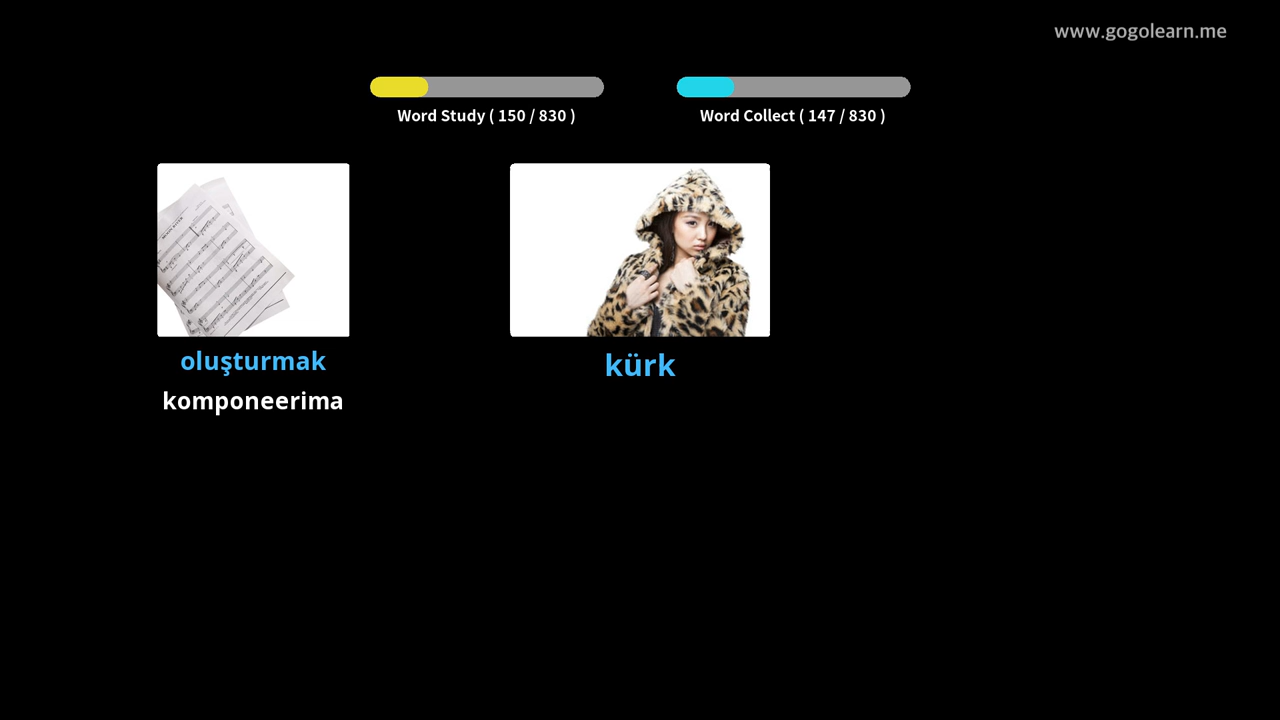 www.gogolearn.me
Word Study ( 150 / 830 )
Word Collect ( 147 / 830 )
oluşturmak
komponeerima
kürk